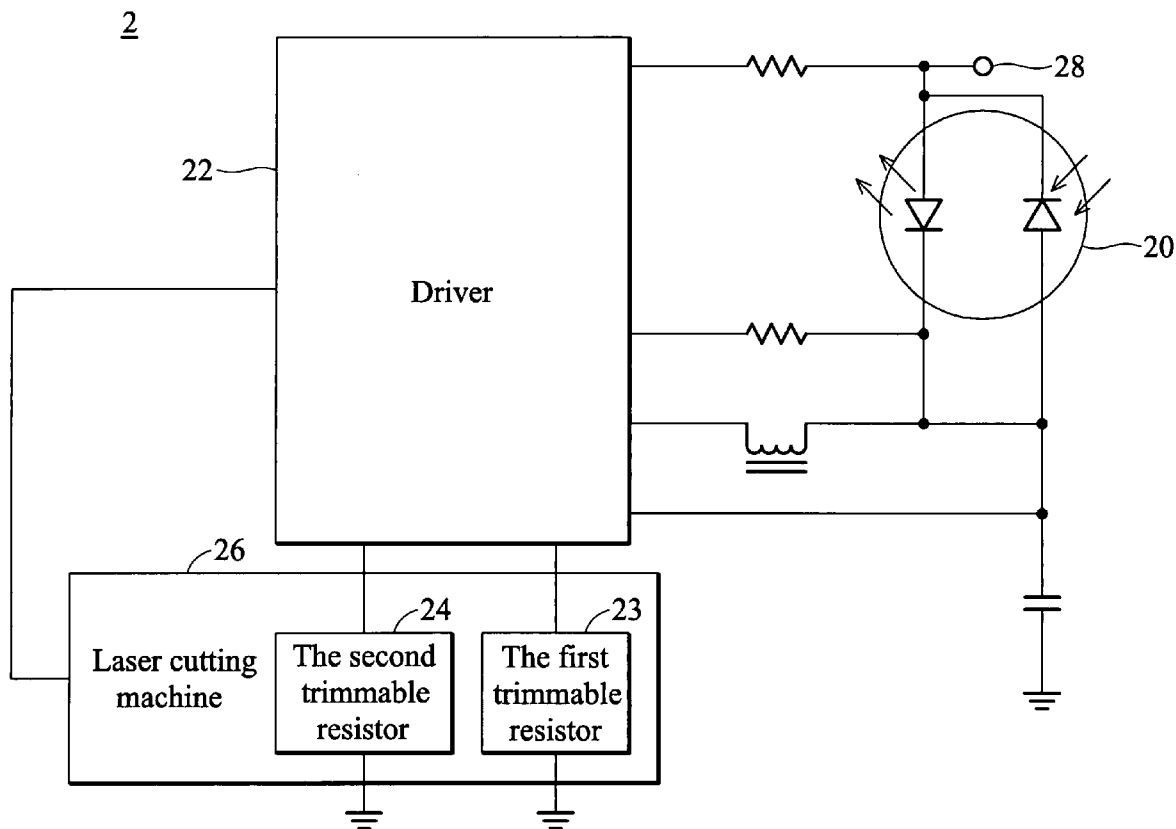 2
28
22
20
Driver
26
24
23
Laser cutting
machine
The second
trimmable
resistor
The first
trimmable
resistor